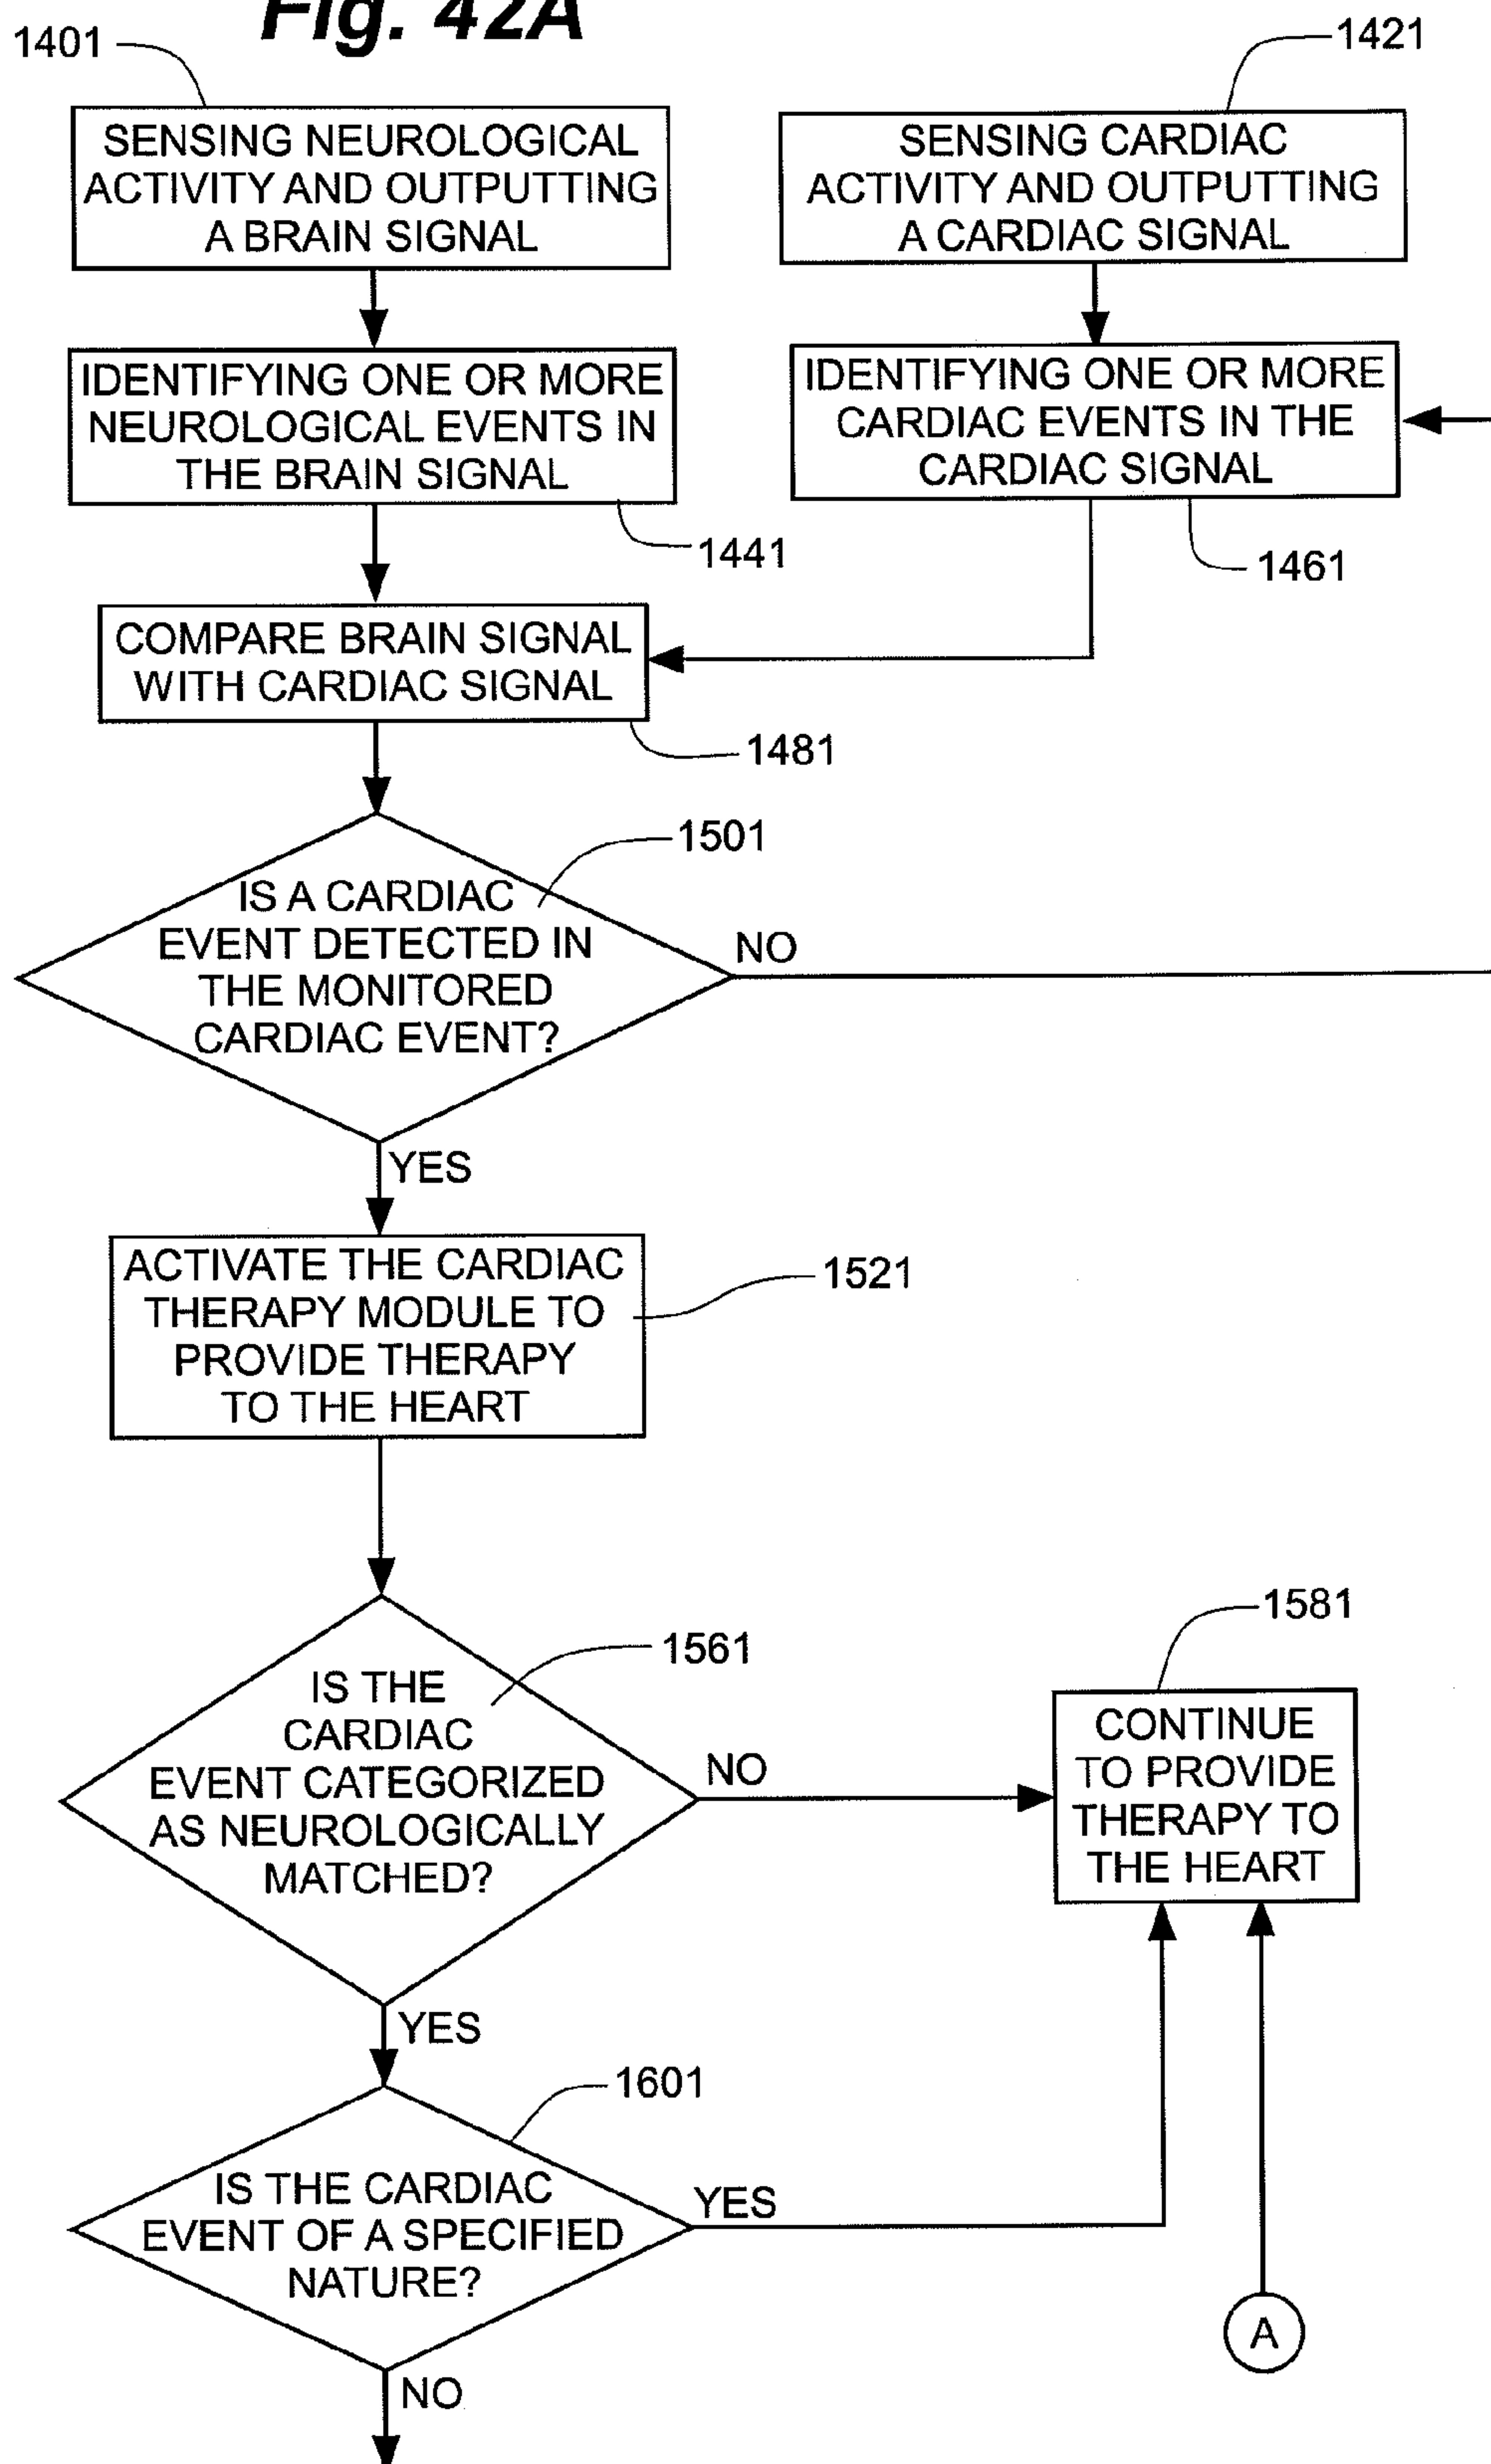 Fig. 42A
1401
1421
SENSING NEUROLOGICAL
ACTIVITY AND OUTPUTTING
A BRAIN SIGNAL
SENSING CARDIAC
ACTIVITY AND OUTPUTTING
A CARDIAC SIGNAL
IDENTIFYING ONE OR MORE
NEUROLOGICAL EVENTS IN
THE BRAIN SIGNAL
1441
IDENTIFYING ONE OR MORE
CARDIAC EVENTS IN THE
CARDIAC SIGNAL
1461
COMPARE BRAIN SIGNAL
WITH CARDIAC SIGNAL
1481
1501
IS A CARDIAC
EVENT DETECTED IN
THE MONITORED
CARDIAC EVENT?
NO
YES
ACTIVATE THE CARDIAC
THERAPY MODULE TO
PROVIDE THERAPY
TO THE HEART
1521
1561
IS THE
CARDIAC
EVENT CATEGORIZED
AS NEUROLOGICALLY
MATCHED?
NO
YES
1581
CONTINUE
TO PROVIDE
THERAPY TO
THE HEART
1601
IS THE CARDIAC
EVENT OF A SPECIFIED
NATURE?
YES
NO
A